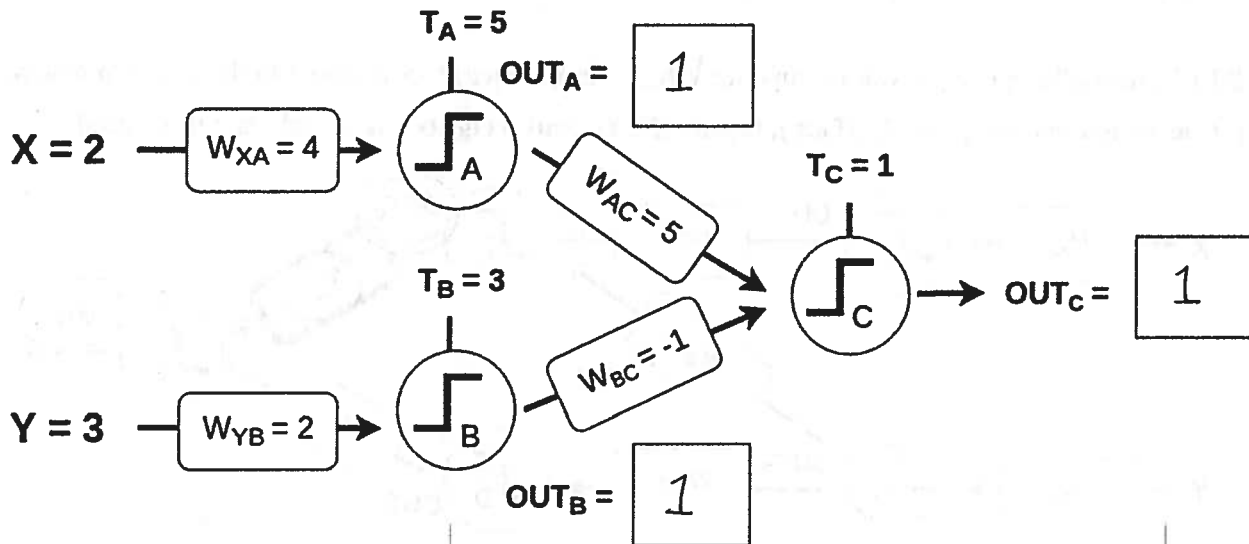 T_A = 5
OUT_A = 1
X = 2
W_XA = 4
A
W_AC = 5
T_C = 1
C
OUT_C = 1
T_B = 3
W_BC = -1
Y = 3
W_YB = 2
B
OUT_B = 1